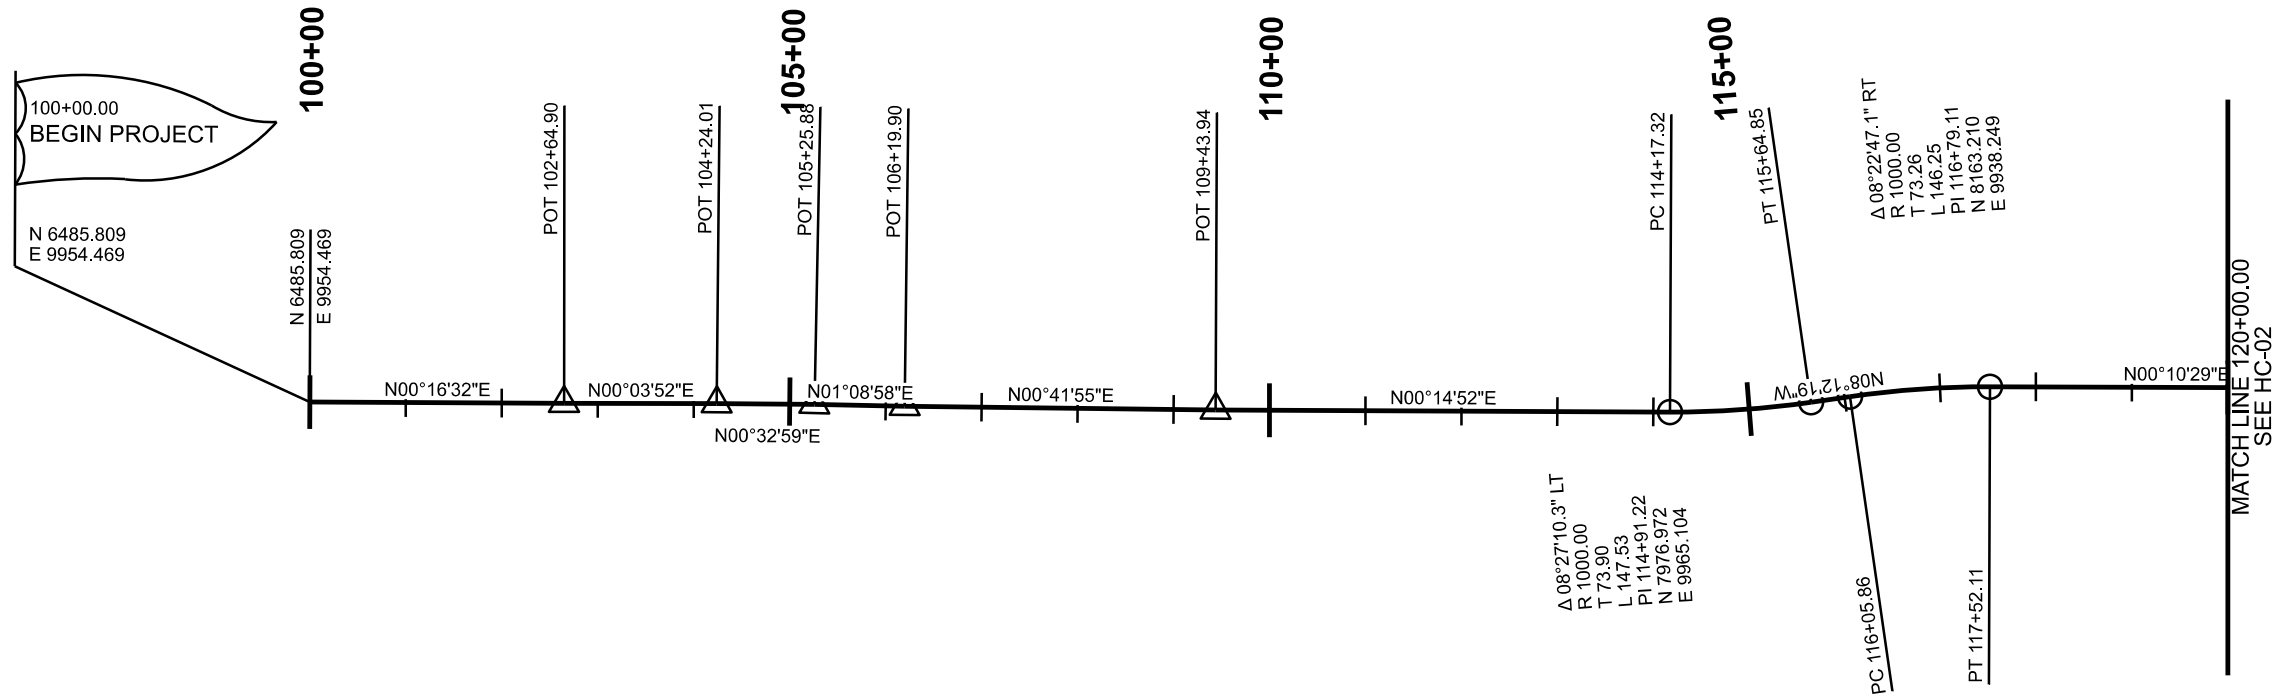 100+00.00
BEGIN PROJECT
N 6485.809
E 9954.469
100+00
N 6485.809
E 9954.469
N00°16'32"E
POT 102+64.90
N00°03'52"E
POT 104+24.01
N00°32'59"E
105+00
POT 105+25.88
N01°08'58"E
POT 106+19.90
N00°41'55"E
POT 109+43.94
110+00
N00°14'52"E
PC 114+17.32
Δ 08°27'10.3" LT
R 1000.00
T 73.90
L 147.53
PI 114+91.22
N 7976.972
E 9965.104
115+00
PT 115+64.85
N08°12'19"W
PC 116+05.86
Δ 08°22'47.1" RT
R 1000.00
T 73.26
L 146.25
PI 116+79.11
N 8163.210
E 9938.249
PT 117+52.11
N00°10'29"E
MATCH LINE 120+00.00
SEE HC-02